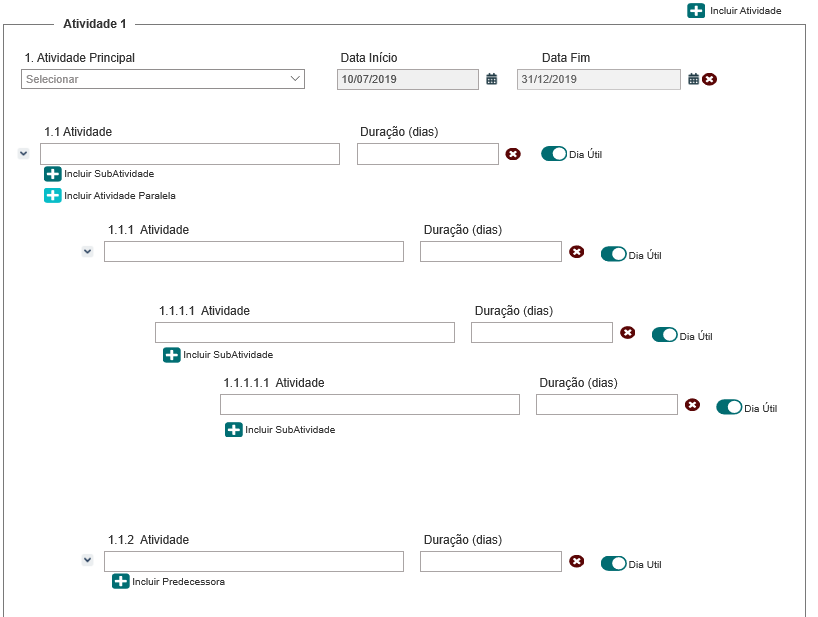 Incluir Atividade
Atividade 1
1. Atividade Principal Data Início Data Fim
Selecionar 10/07/2019 31/12/2019
1.1 Atividade Duração (dias)
Dia Útil
Incluir SubAtividade
Incluir Atividade Paralela
1.1.1 Atividade Duração (dias)
Dia Útil
1.1.1.1 Atividade Duração (dias)
Dia Útil
Incluir SubAtividade
1.1.1.1.1 Atividade Duração (dias)
Dia Útil
Incluir SubAtividade
1.1.2 Atividade Duração (dias)
Dia Util
Incluir Predecessora